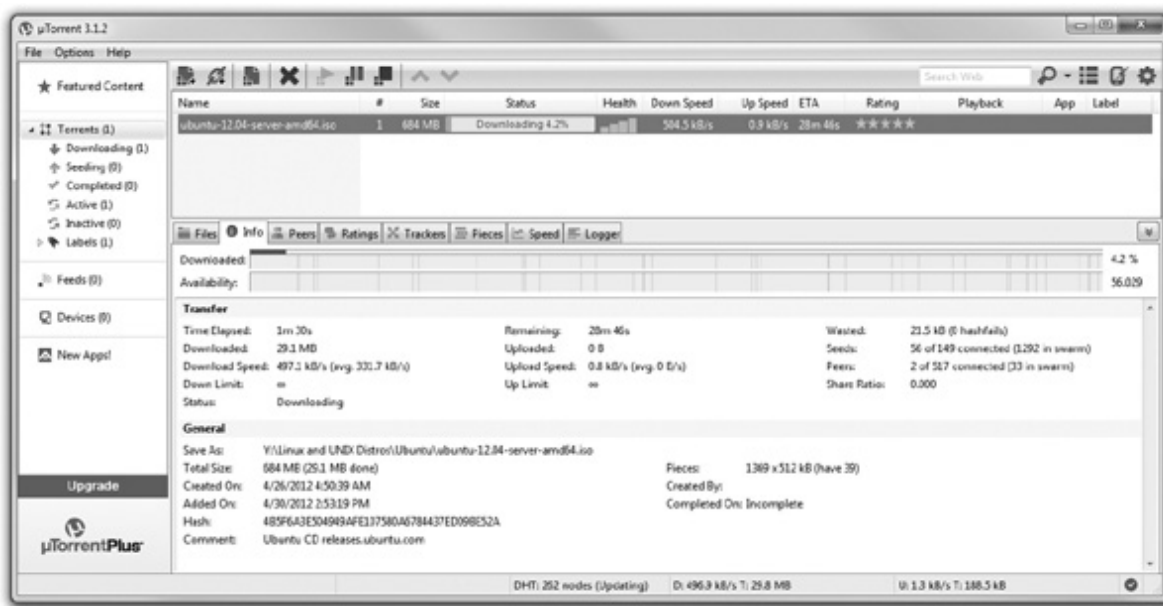 µTorrent 3.1.2
File Options Help
Featured Content
Torrents (1)
Downloading (1)
Seeding (0)
Completed (0)
Active (1)
Inactive (0)
Labels (1)
Feeds (0)
Devices (0)
New Apps!
Upgrade
µTorrentPlus
Search Web
Name # Size Status Health Down Speed Up Speed ETA Rating Playback App Label
ubuntu-12.04-server-amd64.iso 1 684 MB Downloading 4.2% 504.5 kB/s 0.9 kB/s 28m 46s
Files Info Peers Ratings Trackers Pieces Speed Logger
Downloaded: 4.2 %
Availability: 56.029
Transfer
Time Elapsed: 1m 30s Remaining: 28m 46s Wasted: 21.5 kB (0 hashfails)
Downloaded: 29.1 MB Uploaded: 0 B Seeds: 56 of 149 connected (1292 in swarm)
Download Speed: 497.1 kB/s (avg. 331.7 kB/s) Upload Speed: 0.8 kB/s (avg. 0 B/s) Peers: 2 of 517 connected (33 in swarm)
Down Limit: ∞ Up Limit: ∞ Share Ratio: 0.000
Status: Downloading
General
Save As: Y:\Linux and UNIX Distros\Ubuntu\ubuntu-12.04-server-amd64.iso
Total Size: 684 MB (29.1 MB done) Pieces: 1369 x 512 kB (have 39)
Created On: 4/26/2012 4:50:39 AM Created By:
Added On: 4/30/2012 2:53:19 PM Completed On: Incomplete
Hash:
Comment: Ubuntu CD releases.ubuntu.com
DHT: 262 nodes (Updating) D: 496.9 kB/s T: 29.8 MB U: 1.3 kB/s T: 188.5 kB